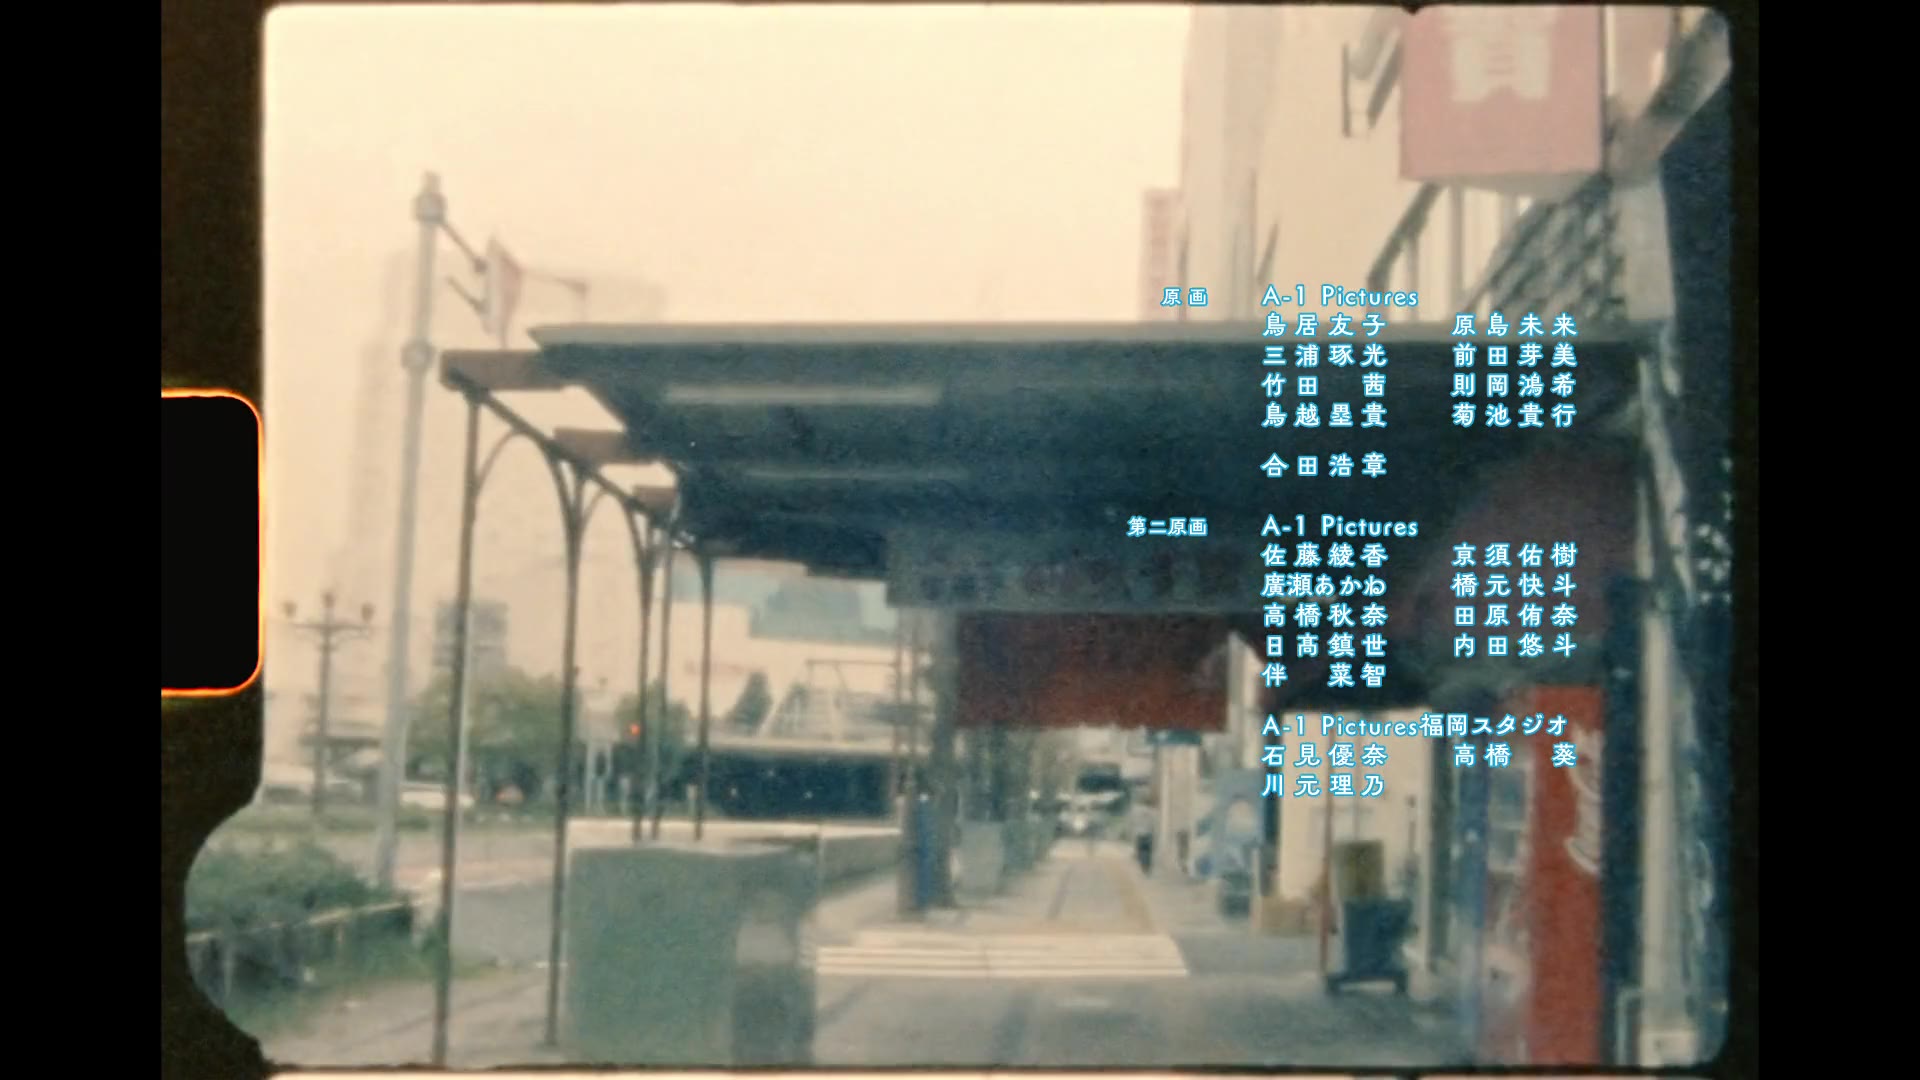 原画 A-1 Pictures
鳥居友子 原島未来
三浦琢光 前田芽美
竹田 茜 則岡鴻希
鳥越塁貴 菊池貴行
合田浩章
第二原画 A-1 Pictures
佐藤綾香 京須佑樹
廣瀬あかね 橋元快斗
高橋秋奈 田原侑奈
日髙鎮世 内田悠斗
伴 菜智
A-1 Pictures福岡スタジオ
石見優奈 高橋 葵
川元理乃